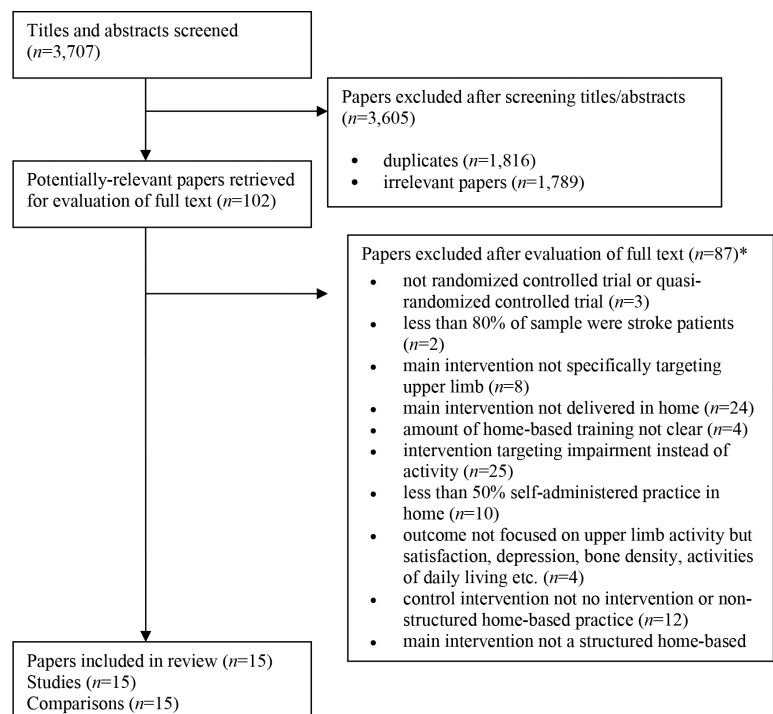 Titles and abstracts screened
(n=3,707)
Papers excluded after screening titles/abstracts
(n=3,605)
• duplicates (n=1,816)
• irrelevant papers (n=1,789)
Potentially-relevant papers retrieved
for evaluation of full text (n=102)
Papers excluded after evaluation of full text (n=87)*
• not randomized controlled trial or quasi-
randomized controlled trial (n=3)
• less than 80% of sample were stroke patients
(n=2)
• main intervention not specifically targeting
upper limb (n=8)
• main intervention not delivered in home (n=24)
• amount of home-based training not clear (n=4)
• intervention targeting impairment instead of
activity (n=25)
• less than 50% self-administered practice in
home (n=10)
• outcome not focused on upper limb activity but
satisfaction, depression, bone density, activities
of daily living etc. (n=4)
• control intervention not no intervention or non-
structured home-based practice (n=12)
• main intervention not a structured home-based
Papers included in review (n=15)
Studies (n=15)
Comparisons (n=15)